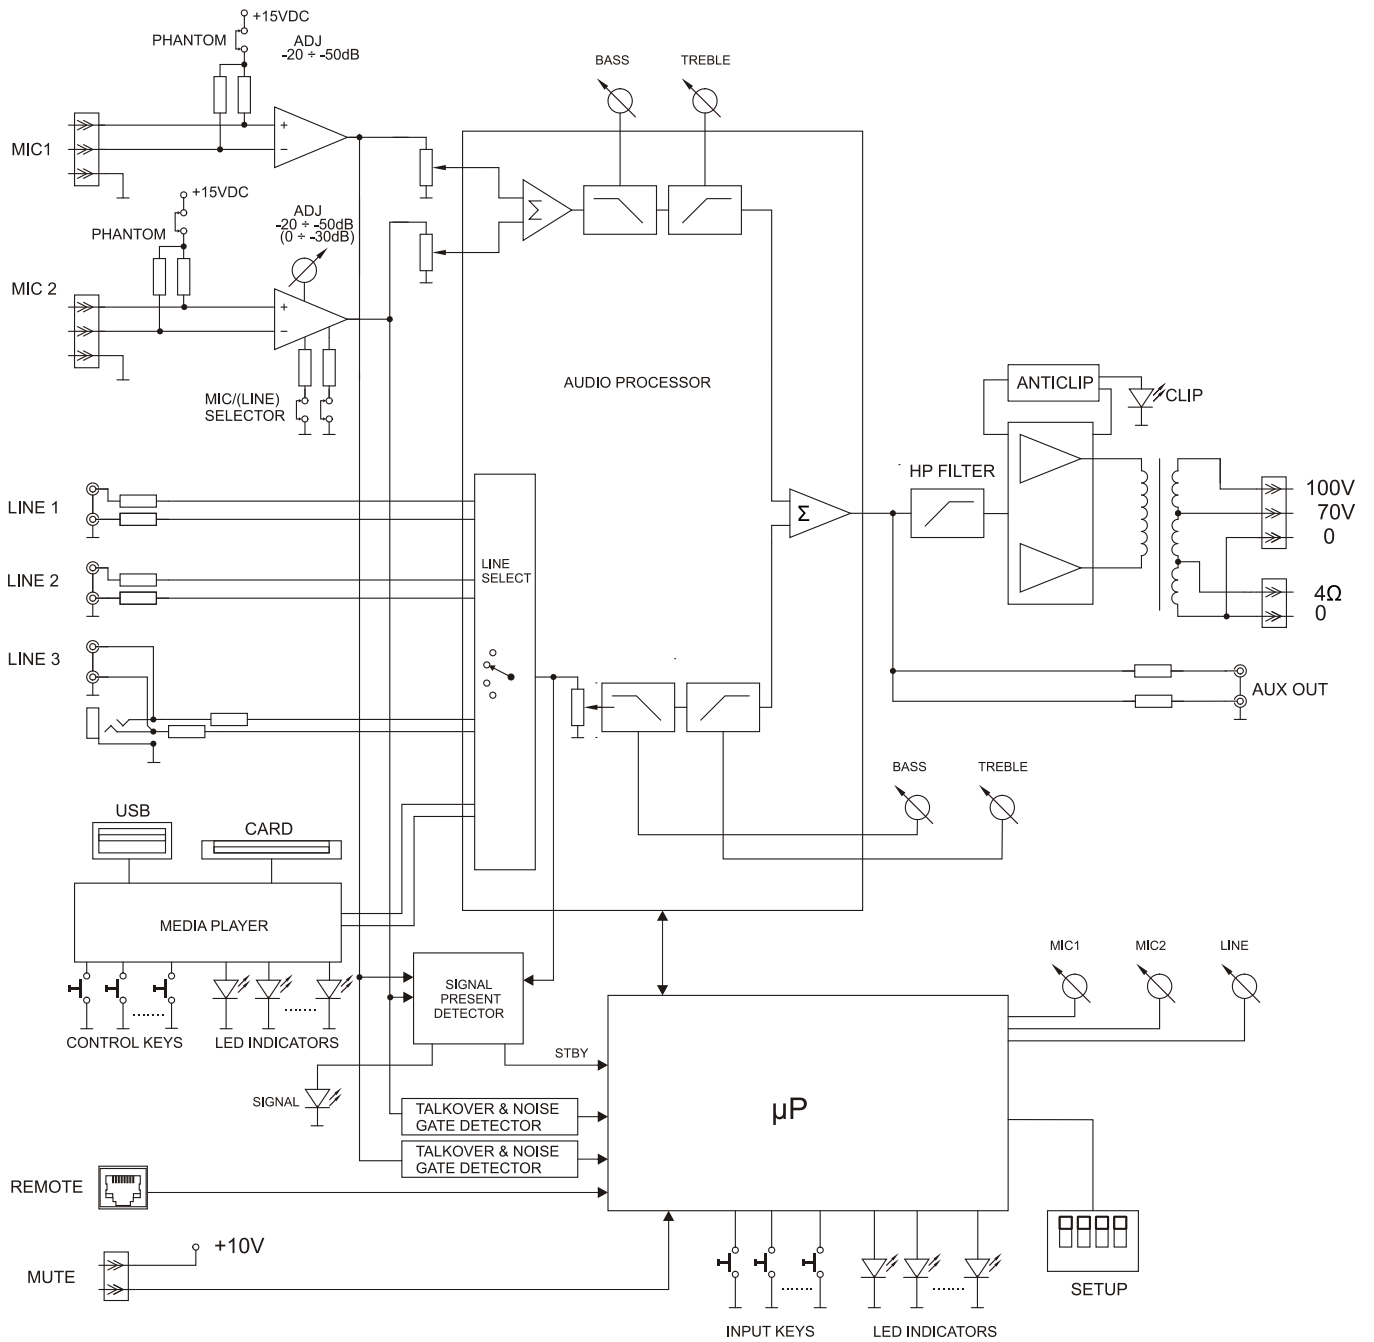 +15VDC
PHANTOM
ADJ
-20 ÷ -50dB
BASS
TREBLE
+
−
MIC1
+15VDC
PHANTOM
ADJ
-20 ÷ -50dB
(0 ÷ -30dB)
Σ
MIC 2
+
−
MIC/(LINE)
SELECTOR
AUDIO PROCESSOR
ANTICLIP
CLIP
HP FILTER
LINE 1
LINE 2
LINE 3
LINE
SELECT
Σ
100V
70V
0
4Ω
0
AUX OUT
BASS
TREBLE
USB
CARD
MEDIA PLAYER
CONTROL KEYS
LED INDICATORS
SIGNAL
PRESENT
DETECTOR
STBY
SIGNAL
TALKOVER & NOISE
GATE DETECTOR
TALKOVER & NOISE
GATE DETECTOR
µP
MIC1
MIC2
LINE
REMOTE
MUTE
+10V
INPUT KEYS
LED INDICATORS
SETUP